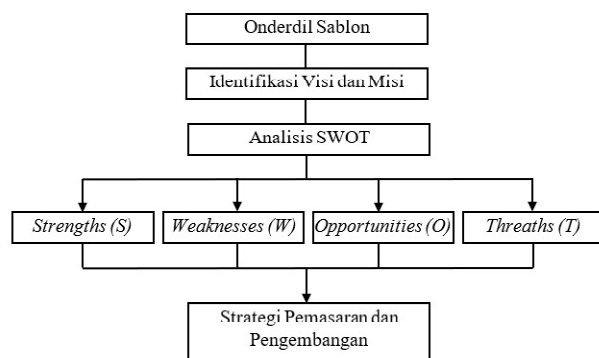 Onderdil Sablon
Identifikasi Visi dan Misi
Analisis SWOT
Strengths (S)
Weaknesses (W)
Opportunities (O)
Threaths (T)
Strategi Pemasaran dan
Pengembangan